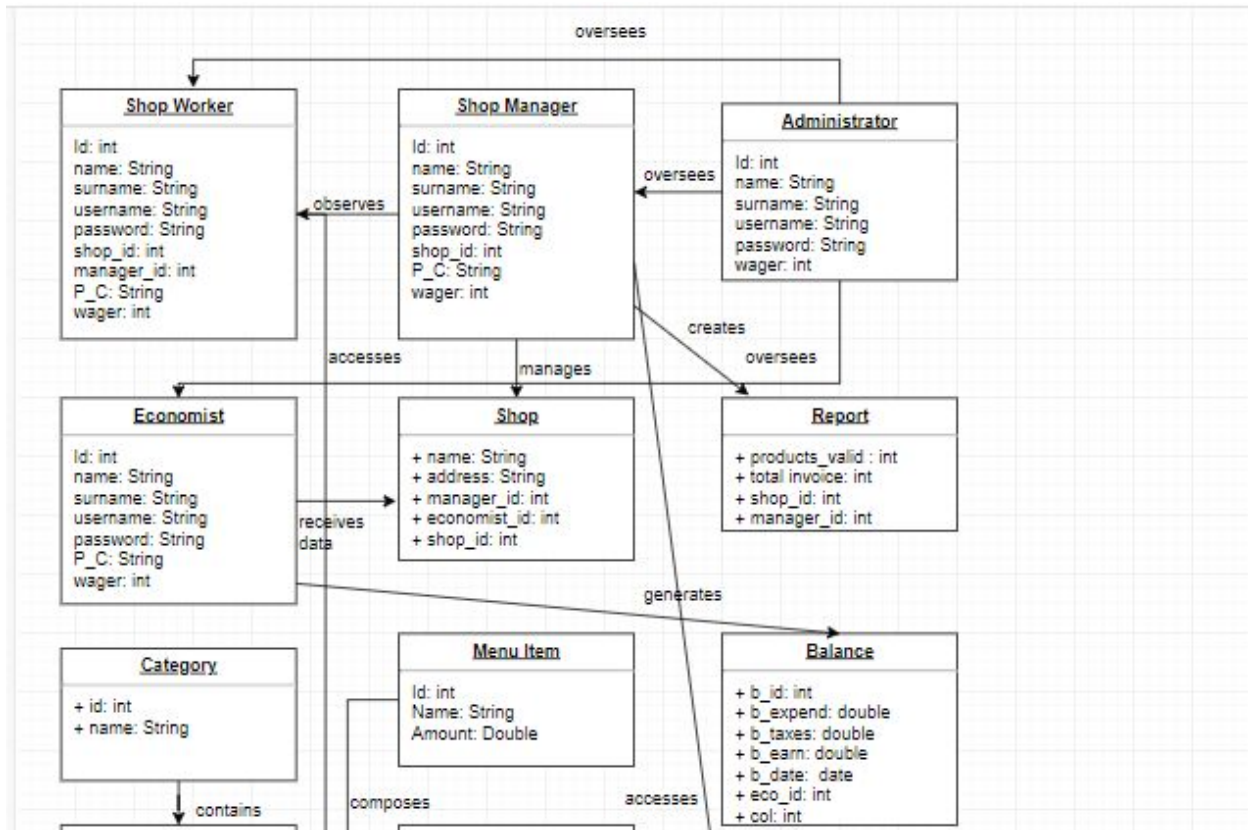 oversees
Shop Worker
Id: int
name: String
surname: String
username: String
password: String
shop_id: int
manager_id: int
P_C: String
wager: int
observes
Shop Manager
Id: int
name: String
surname: String
username: String
password: String
shop_id: int
P_C: String
wager: int
oversees
Administrator
Id: int
name: String
surname: String
username: String
password: String
wager: int
accesses
manages
creates
oversees
Economist
Id: int
name: String
surname: String
username: String
password: String
P_C: String
wager: int
receives
data
Shop
+ name: String
+ address: String
+ manager_id: int
+ economist_id: int
+ shop_id: int
Report
+ products_valid : int
+ total invoice: int
+ shop_id: int
+ manager_id: int
generates
Category
+ id: int
+ name: String
contains
Menu Item
Id: int
Name: String
Amount: Double
composes
accesses
Balance
+ b_id: int
+ b_expend: double
+ b_taxes: double
+ b_earn: double
+ b_date: date
+ eco_id: int
+ col: int